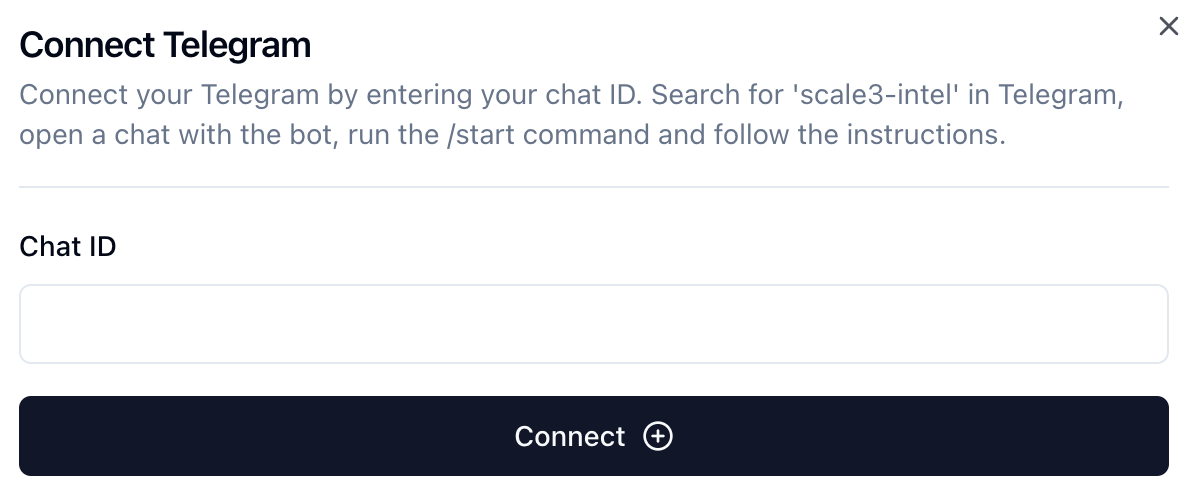 Connect Telegram
Connect your Telegram by entering your chat ID. Search for 'scale3-intel' in Telegram,
open a chat with the bot, run the /start command and follow the instructions.
Chat ID
Connect